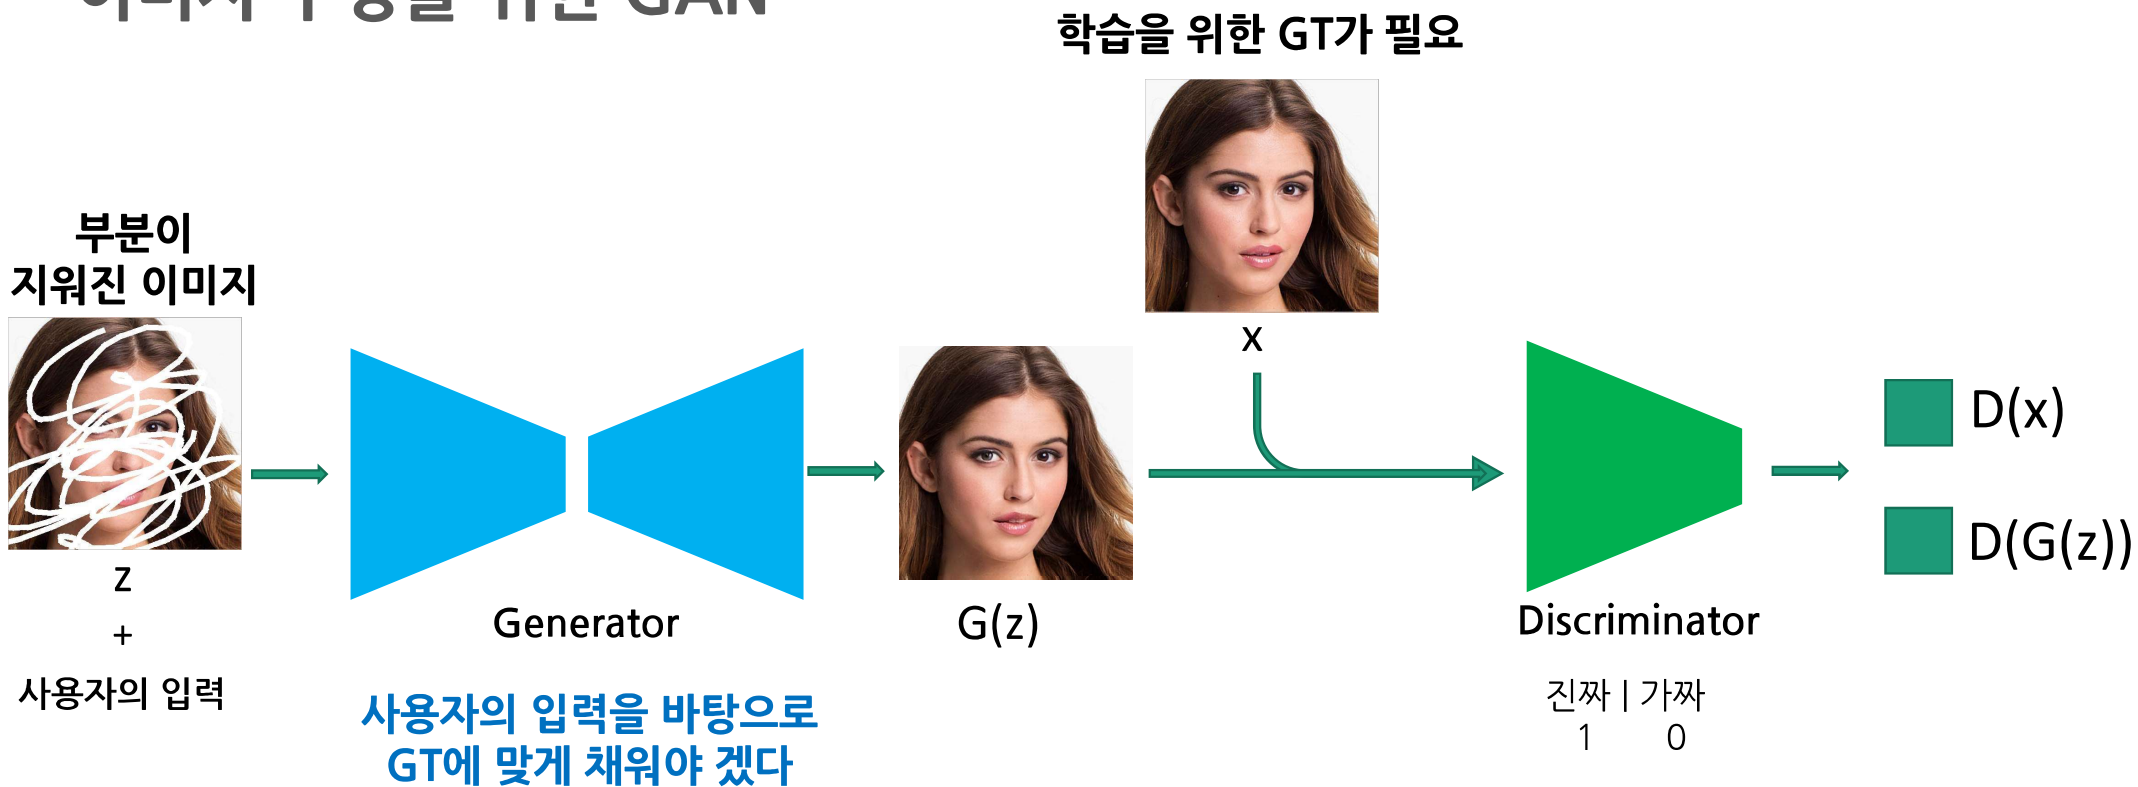 GAN
학습을 위한 GT가 필요
부분이
지워진 이미지
x
z
+
사용자의 입력
Generator
사용자의 입력을 바탕으로
GT에 맞게 채워야 겠다
G(z)
Discriminator
진짜 | 가짜
1 0
D(x)
D(G(z))